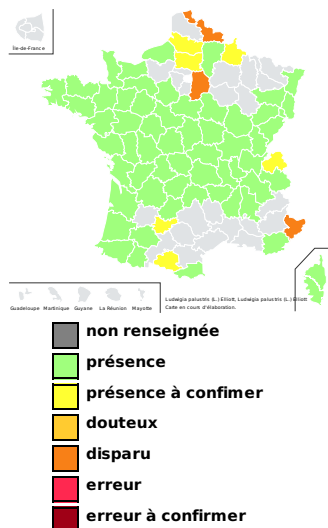 Île-de-France
Guadeloupe Martinique Guyane La Réunion Mayotte
Ludwigia palustris (L.) Elliott, Ludwigia palustris (L.) Elliott
Carte en cours d'élaboration.
non renseignée
présence
présence à confimer
douteux
disparu
erreur
erreur à confirmer